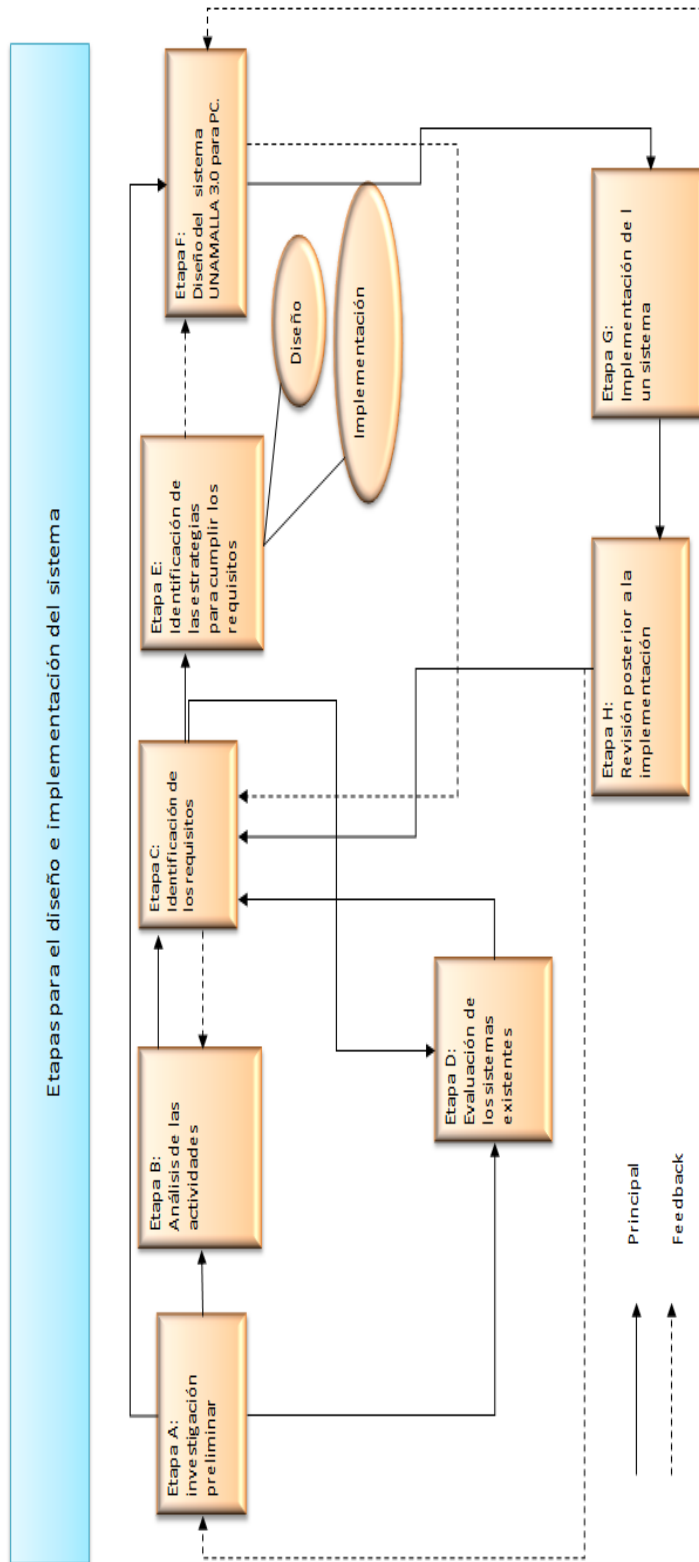 Etapas para el diseño e implementación del sistema
Etapa A:
investigación
preliminar
Etapa B:
Análisis de las
actividades
Etapa C:
Identificación de
los requisitos
Etapa D:
Evaluación de
los sistemas
existentes
Etapa E:
Identificación de
las estrategias
para cumplir los
requisitos
Etapa F:
Diseño del sistema
UNAMALLA 3.0 para PC.
Diseño
Implementación
Etapa G:
Implementación de l
un sistema
Etapa H:
Revisión posterior a la
implementación
Principal
Feedback